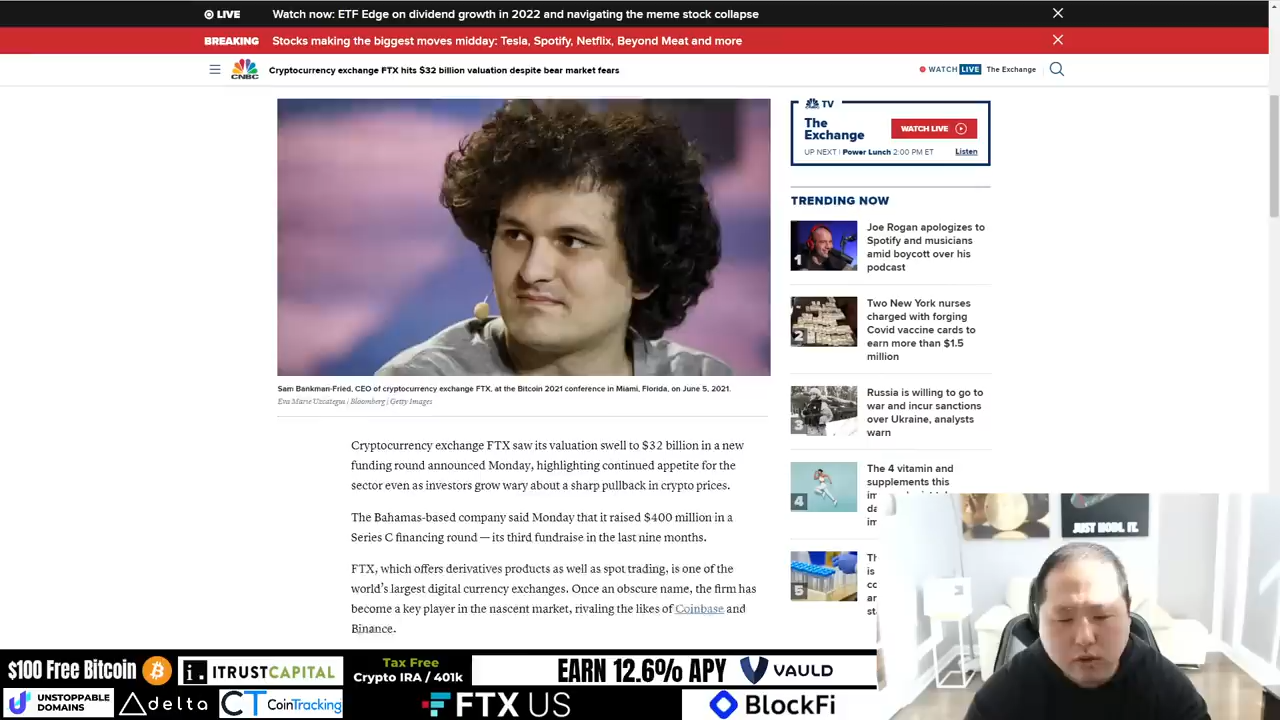 LIVE
Watch now: ETF Edge on dividend growth in 2022 and navigating the meme stock collapse
BREAKING
Stocks making the biggest moves midday: Tesla, Spotify, Netflix, Beyond Meat and more
CNBC
Cryptocurrency exchange FTX hits $32 billion valuation despite bear market fears
WATCH LIVE
The Exchange
TV
The
Exchange
WATCH LIVE
UP NEXT | Power Lunch 2:00 PM ET
Listen
TRENDING NOW
1
Joe Rogan apologizes to
Spotify and musicians
amid boycott over his
podcast
2
Two New York nurses
charged with forging
Covid vaccine cards to
earn more than $1.5
million
3
Russia is willing to go to
war and incur sanctions
over Ukraine, analysts
warn
4
The 4 vitamin and
supplements this
5
Sam Bankman-Fried, CEO of cryptocurrency exchange FTX, at the Bitcoin 2021 conference in Miami, Florida, on June 5, 2021.
Eva Marie Uzcategui | Bloomberg | Getty Images
Cryptocurrency exchange FTX saw its valuation swell to $32 billion in a new
funding round announced Monday, highlighting continued appetite for the
sector even as investors grow wary about a sharp pullback in crypto prices.
The Bahamas-based company said Monday that it raised $400 million in a
Series C financing round — its third fundraise in the last nine months.
FTX, which offers derivatives products as well as spot trading, is one of the
world's largest digital currency exchanges. Once an obscure name, the firm has
become a key player in the nascent market, rivaling the likes of Coinbase and
Binance.
JUST HODL IT.
$100 Free Bitcoin
ITRUSTCAPITAL
Tax Free
Crypto IRA / 401k
EARN 12.6% APY
VAULD
UNSTOPPABLE
DOMAINS
delta
CT CoinTracking
FTX US
BlockFi